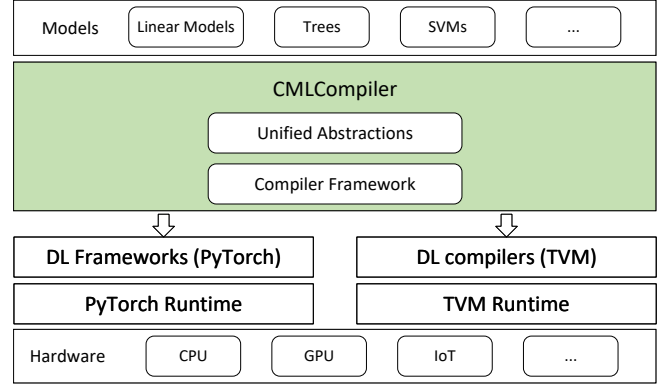 Models Linear Models Trees SVMs ...
CMLCompiler
Unified Abstractions
Compiler Framework
DL Frameworks (PyTorch) DL compilers (TVM)
PyTorch Runtime TVM Runtime
Hardware CPU GPU IoT ...